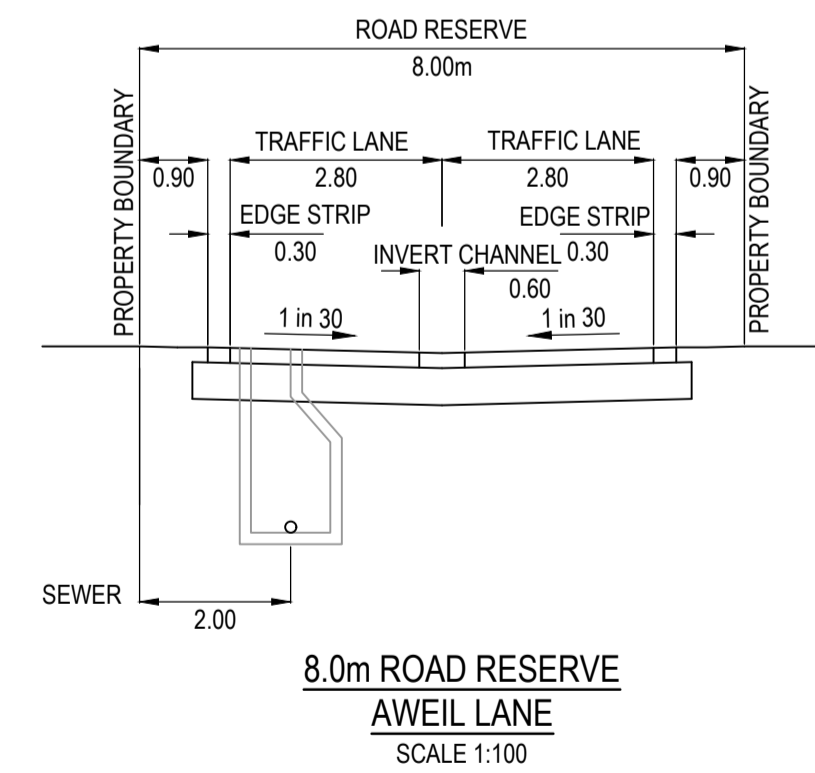 ROAD RESERVE
8.00m
PROPERTY BOUNDARY
PROPERTY BOUNDARY
TRAFFIC LANE TRAFFIC LANE
0.90 2.80 2.80 0.90
EDGE STRIP EDGE STRIP
0.30 INVERT CHANNEL 0.30
0.60
1 in 30 1 in 30
SEWER
2.00
8.0m ROAD RESERVE
AWEIL LANE
SCALE 1:100